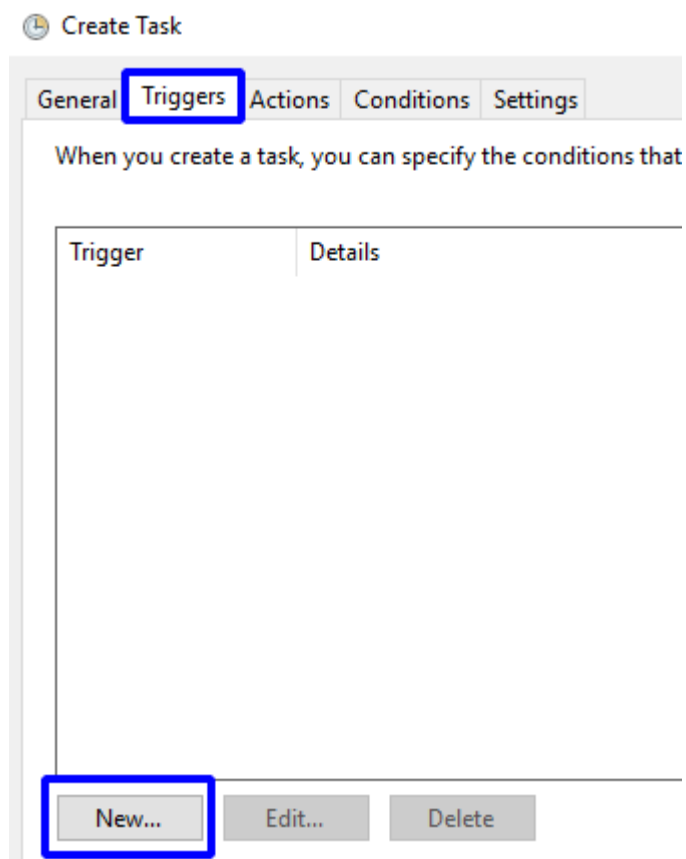 Create Task
General Triggers Actions Conditions Settings
When you create a task, you can specify the conditions that
Trigger Details
New... Edit... Delete